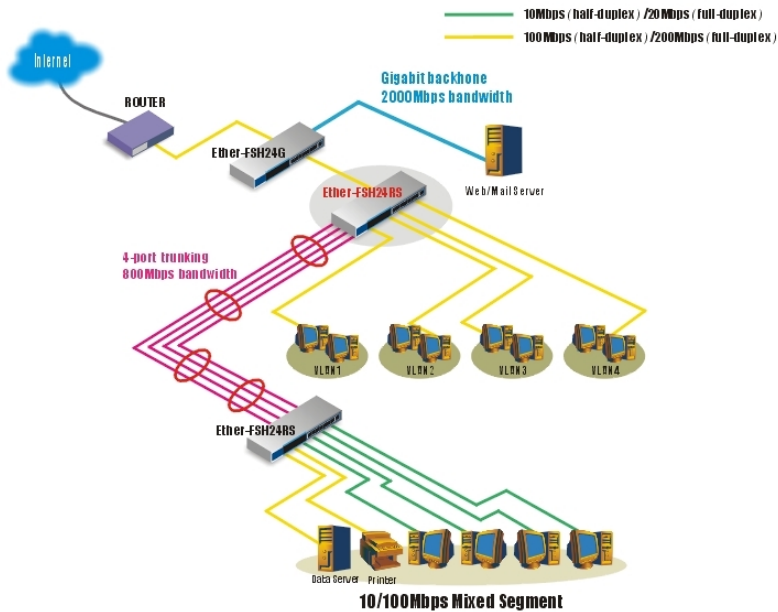 10Mbps (half-duplex) /20Mbps (full-duplex)
100Mbps (half-duplex) /200Mbps (full-duplex)
Internet
ROUTER
Gigabit backhone
2000Mbps bandwidth
Ether-FSH24G
Web/Mail Server
Ether-FSH24RS
4-port trunking
800Mbps bandwidth
VLAN1
VLAN2
VLAN3
VLAN4
Ether-FSH24RS
Data Server
Printer
10/100Mbps Mixed Segment